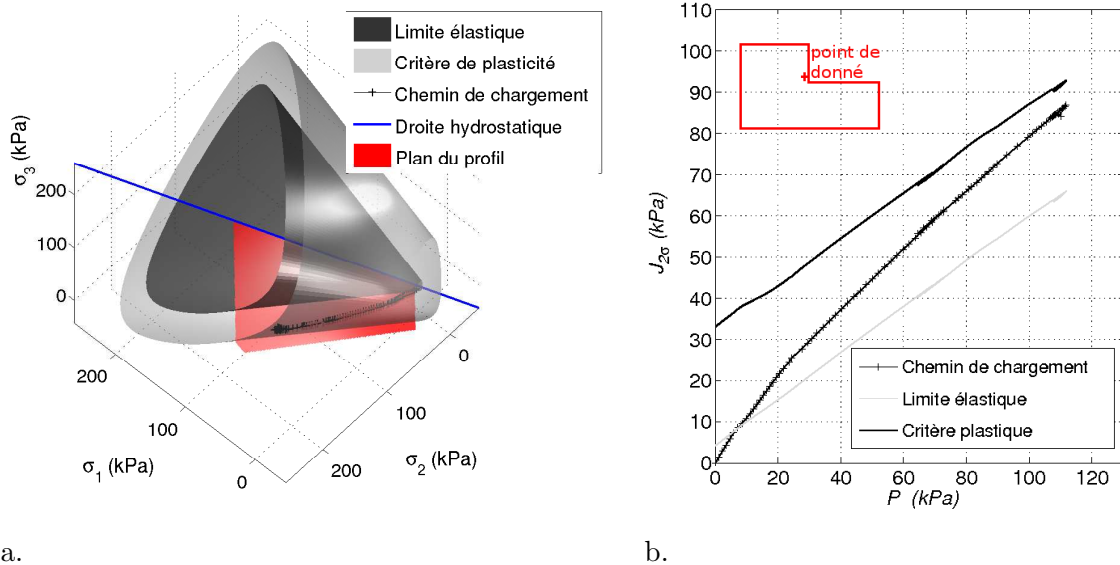 Limite élastique
Critère de plasticité
Chemin de chargement
Droite hydrostatique
Plan du profil
σ3 (kPa)
200
100
0
200
100
0
σ1 (kPa)
0
100
200
σ2 (kPa)
a.
110
100
90
80
70
60
50
40
30
20
10
0
J2σ (kPa)
point de
donné
Chemin de chargement
Limite élastique
Critère plastique
0
20
40
60
80
100
120
P (kPa)
b.